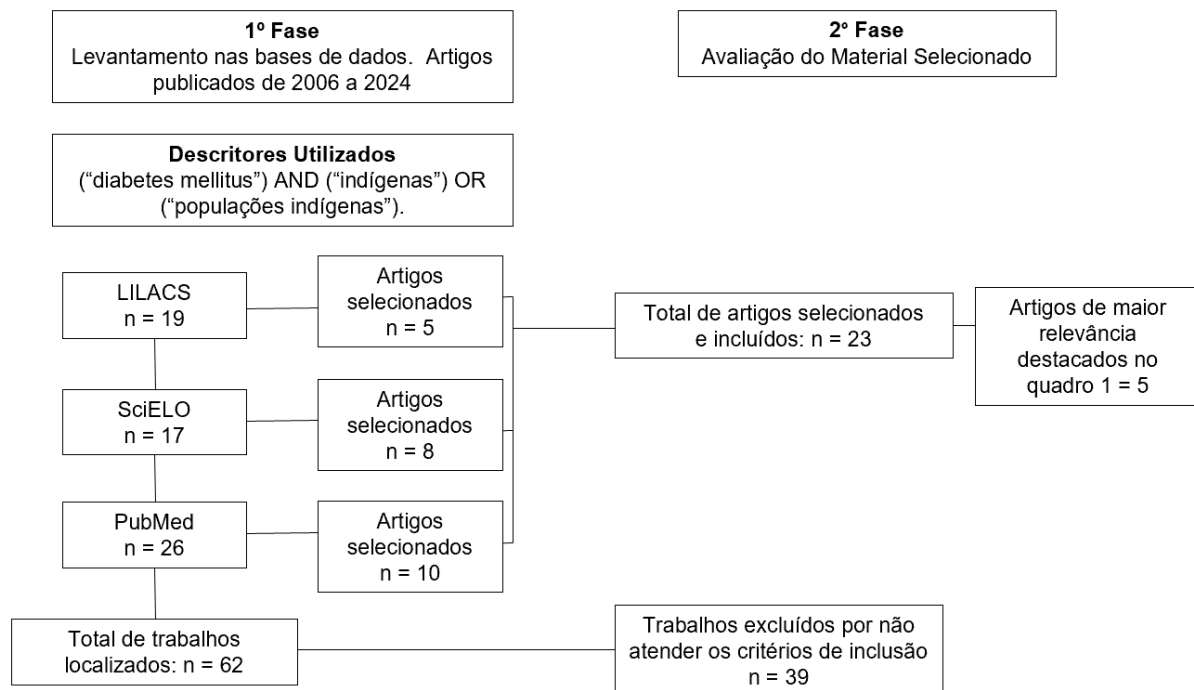 1º Fase
Levantamento nas bases de dados. Artigos
publicados de 2006 a 2024
2° Fase
Avaliação do Material Selecionado
Descritores Utilizados
(“diabetes mellitus”) AND (“indígenas”) OR
(“populações indígenas”).
LILACS
n = 19
Artigos
selecionados
n = 5
Total de artigos selecionados
e incluídos: n = 23
Artigos de maior
relevância
destacados no
quadro 1 = 5
SciELO
n = 17
Artigos
selecionados
n = 8
PubMed
n = 26
Artigos
selecionados
n = 10
Total de trabalhos
localizados: n = 62
Trabalhos excluídos por não
atender os critérios de inclusão
n = 39